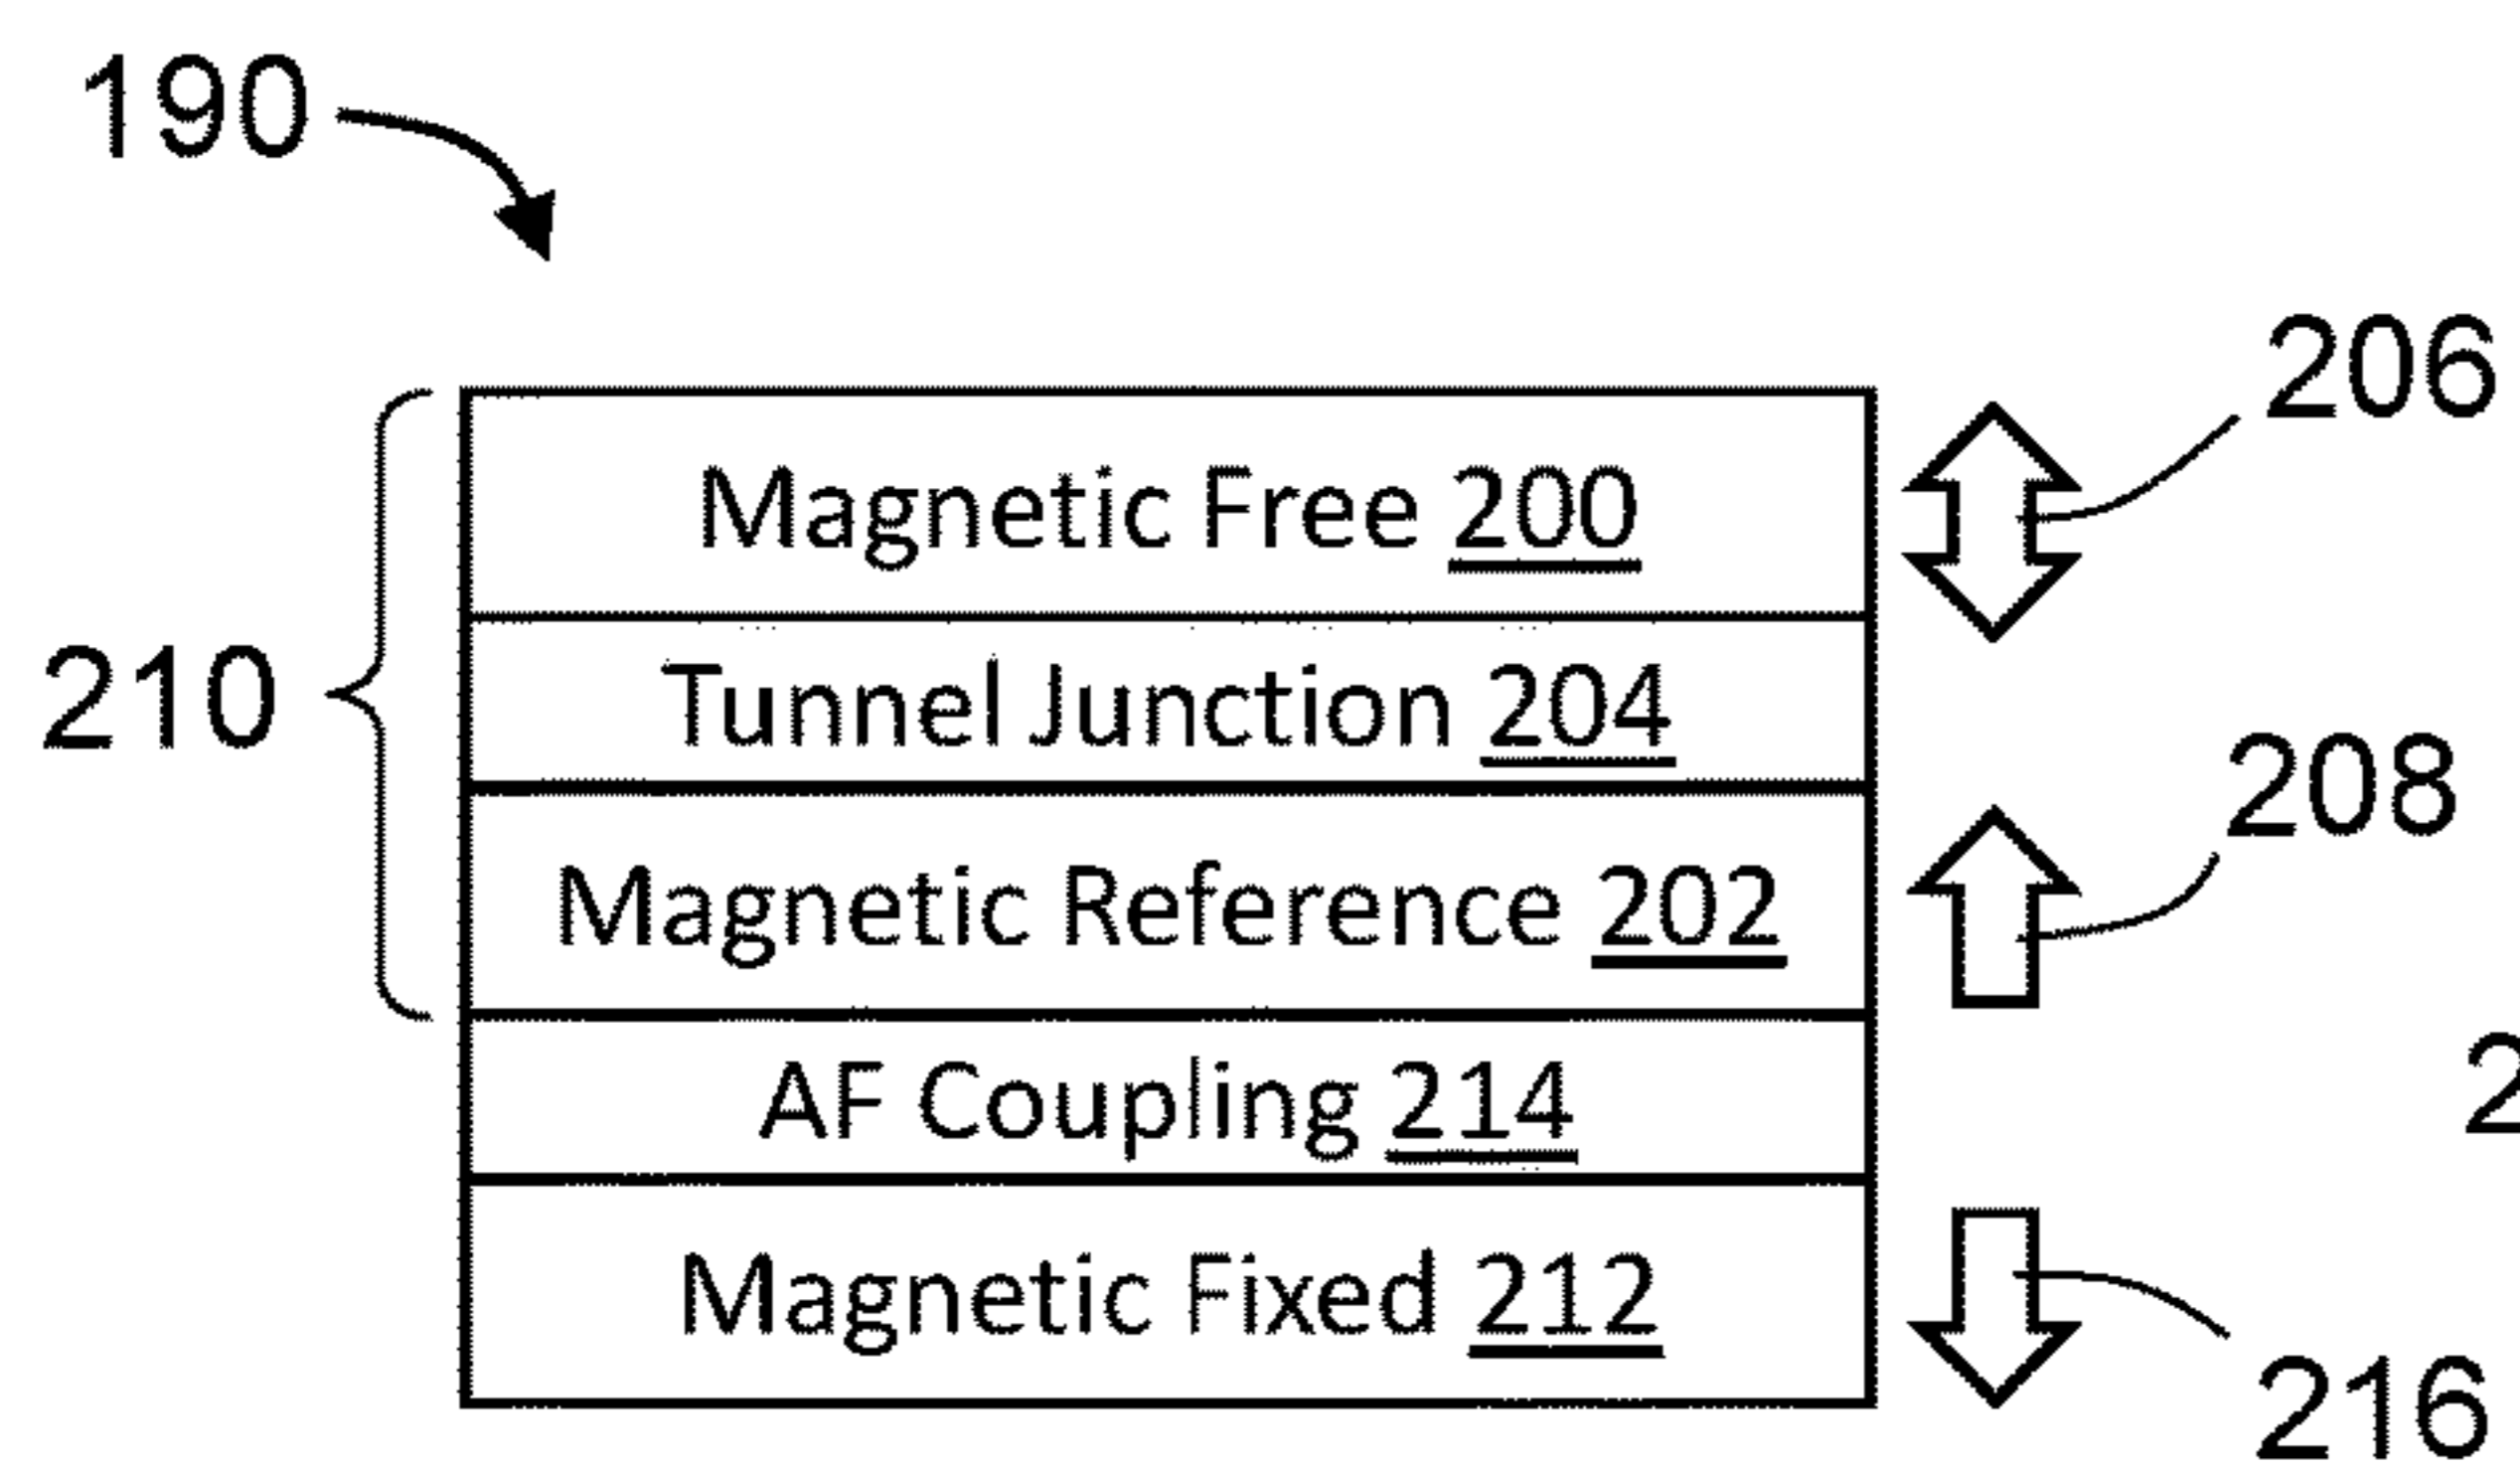 190
206
Magnetic Free 200
210
Tunnel Junction 204
208
Magnetic Reference 202
2
AF Coupling 214
Magnetic Fixed 212
216